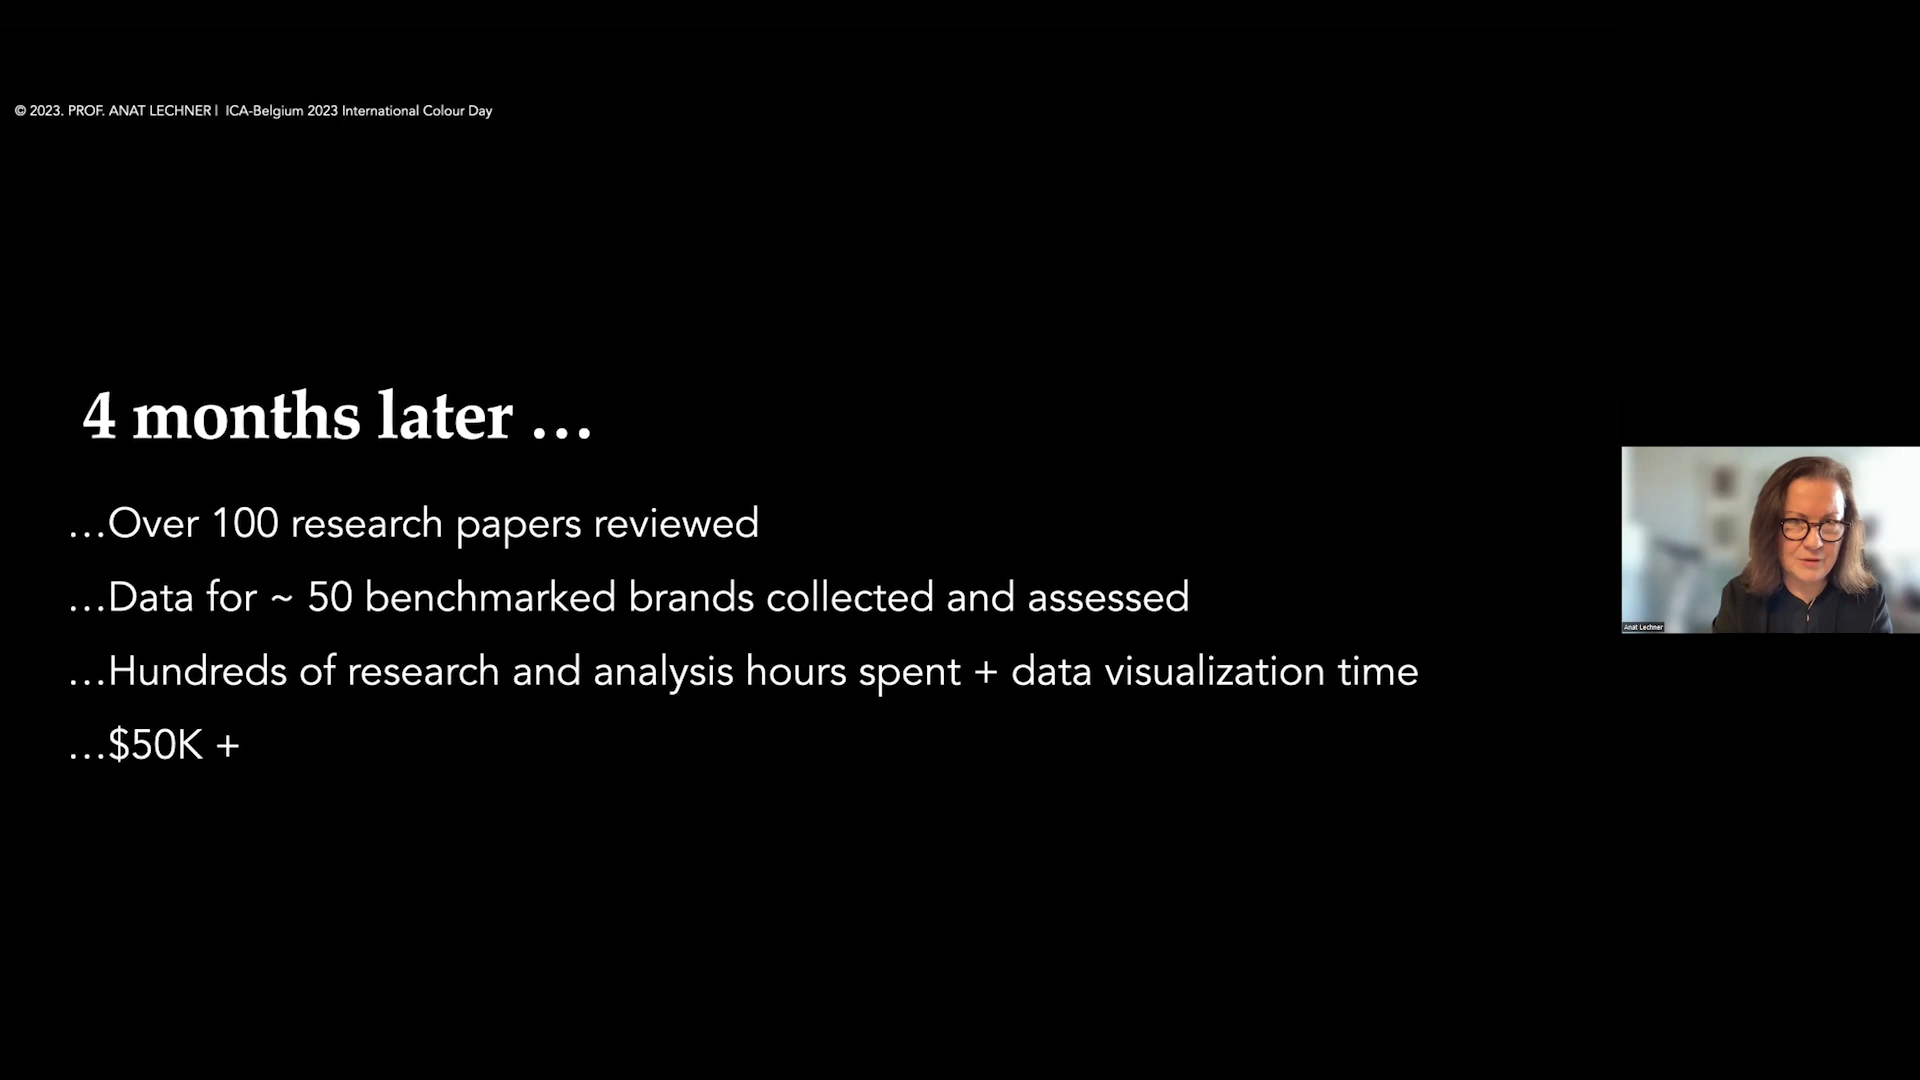 © 2023. PROF. ANAT LECHNER | ICA-Belgium 2023 International Colour Day
4 months later …
…Over 100 research papers reviewed
…Data for ~ 50 benchmarked brands collected and assessed
…Hundreds of research and analysis hours spent + data visualization time
…$50K +
Anat Lechner